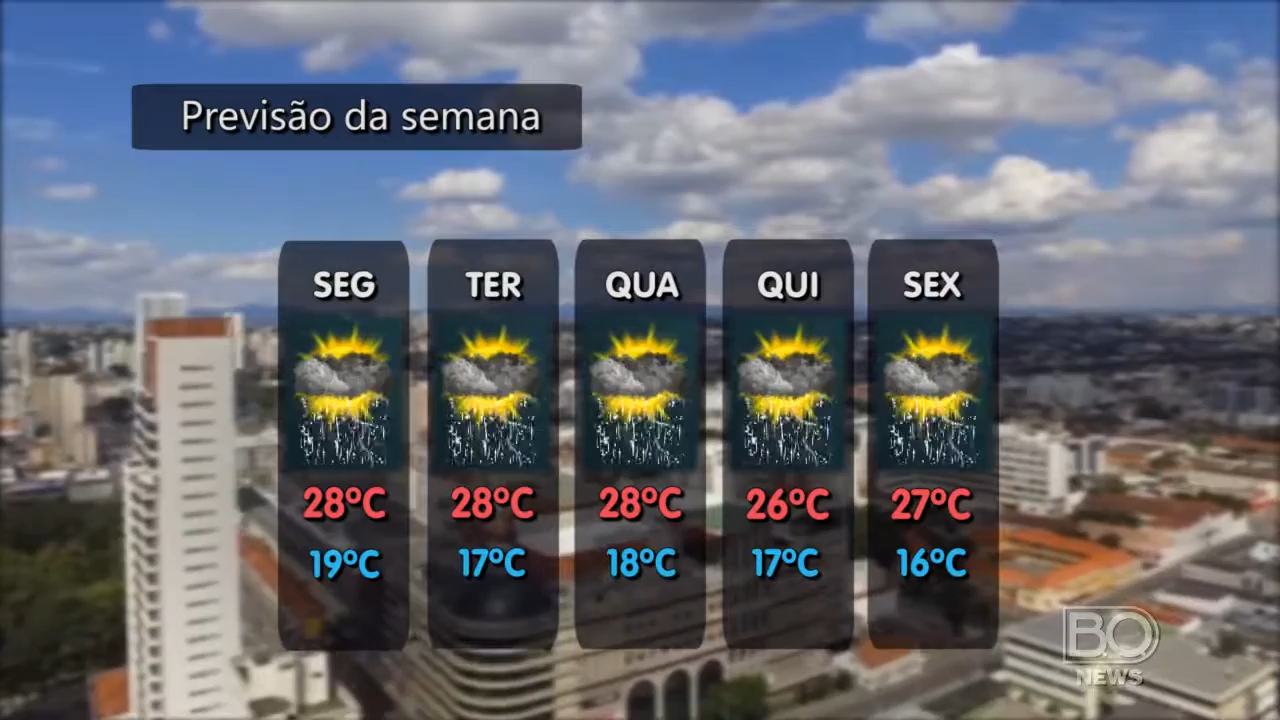 Previsão da semana
SEG TER QUA QUI SEX
28ºC 28ºC 28ºC 26ºC 27ºC
19ºC 17ºC 18ºC 17ºC 16ºC
BO
NEWS